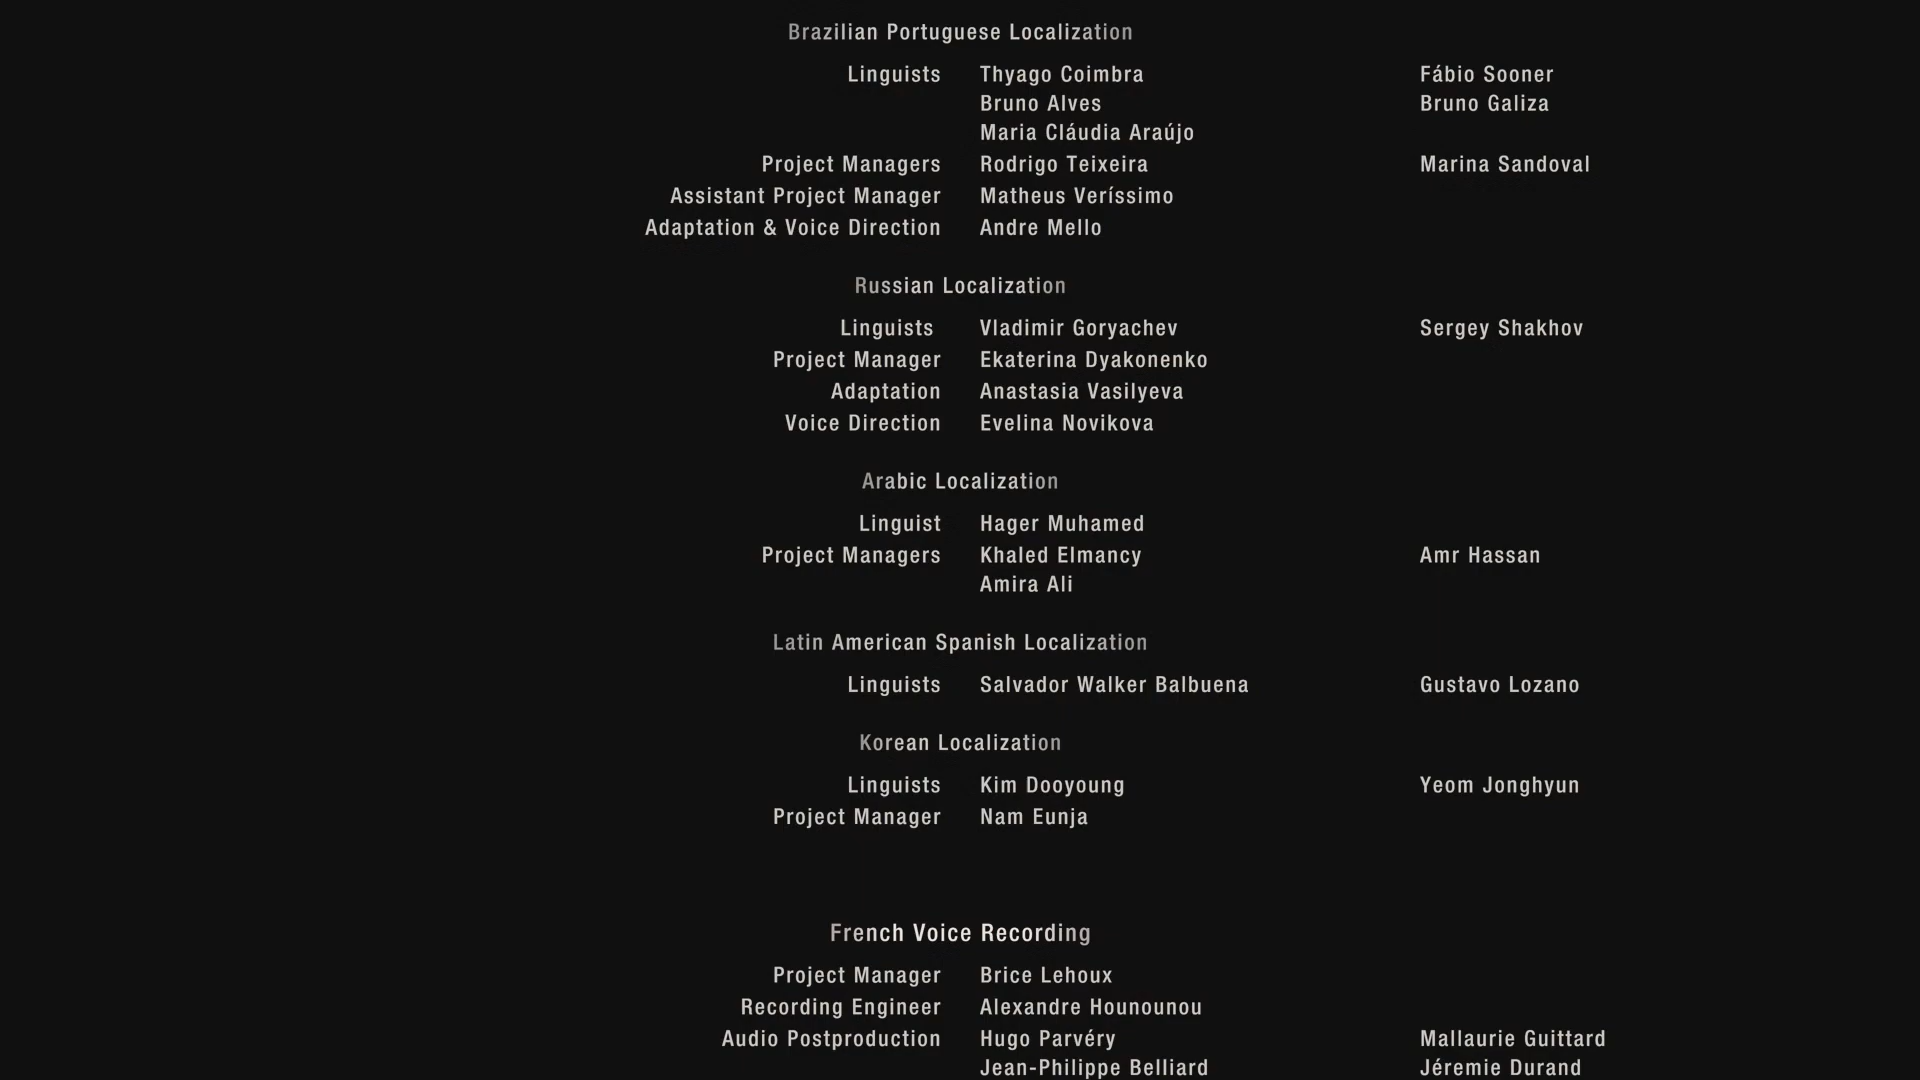 Brazilian Portuguese Localization
Linguists Thyago Coimbra Fábio Sooner
Bruno Alves Bruno Galiza
Maria Cláudia Araújo
Project Managers Rodrigo Teixeira Marina Sandoval
Assistant Project Manager Matheus Veríssimo
Adaptation & Voice Direction Andre Mello
Russian Localization
Linguists Vladimir Goryachev Sergey Shakhov
Project Manager Ekaterina Dyakonenko
Adaptation Anastasia Vasilyeva
Voice Direction Evelina Novikova
Arabic Localization
Linguist Hager Muhamed
Project Managers Khaled Elmancy Amr Hassan
Amira Ali
Latin American Spanish Localization
Linguists Salvador Walker Balbuena Gustavo Lozano
Korean Localization
Linguists Kim Dooyoung Yeom Jonghyun
Project Manager Nam Eunja
French Voice Recording
Project Manager Brice Lehoux
Recording Engineer Alexandre Hounounou
Audio Postproduction Hugo Parvéry Mallaurie Guittard
Jean-Philippe Belliard Jéremie Durand